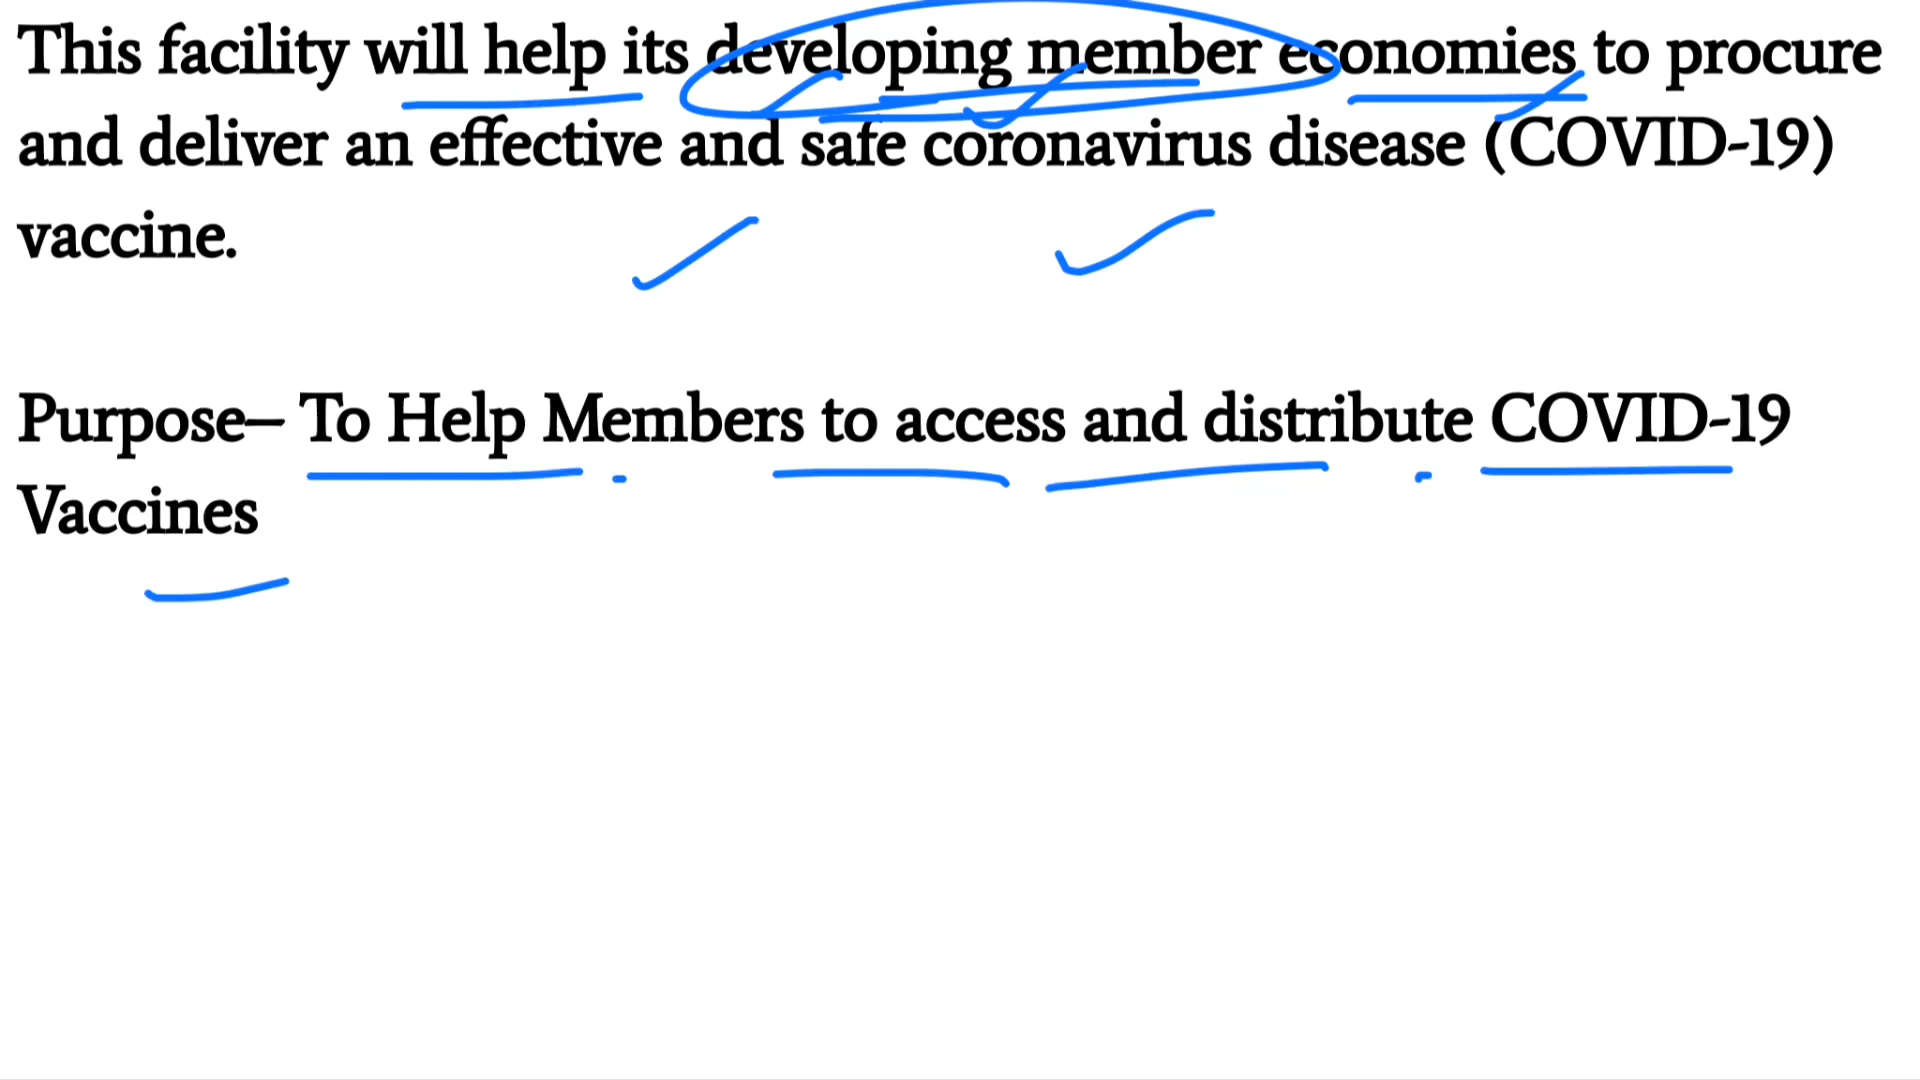 This facility will help its developing member economies to procure
and deliver an effective and safe coronavirus disease (COVID-19)
vaccine.
Purpose– To Help Members to access and distribute COVID-19
Vaccines